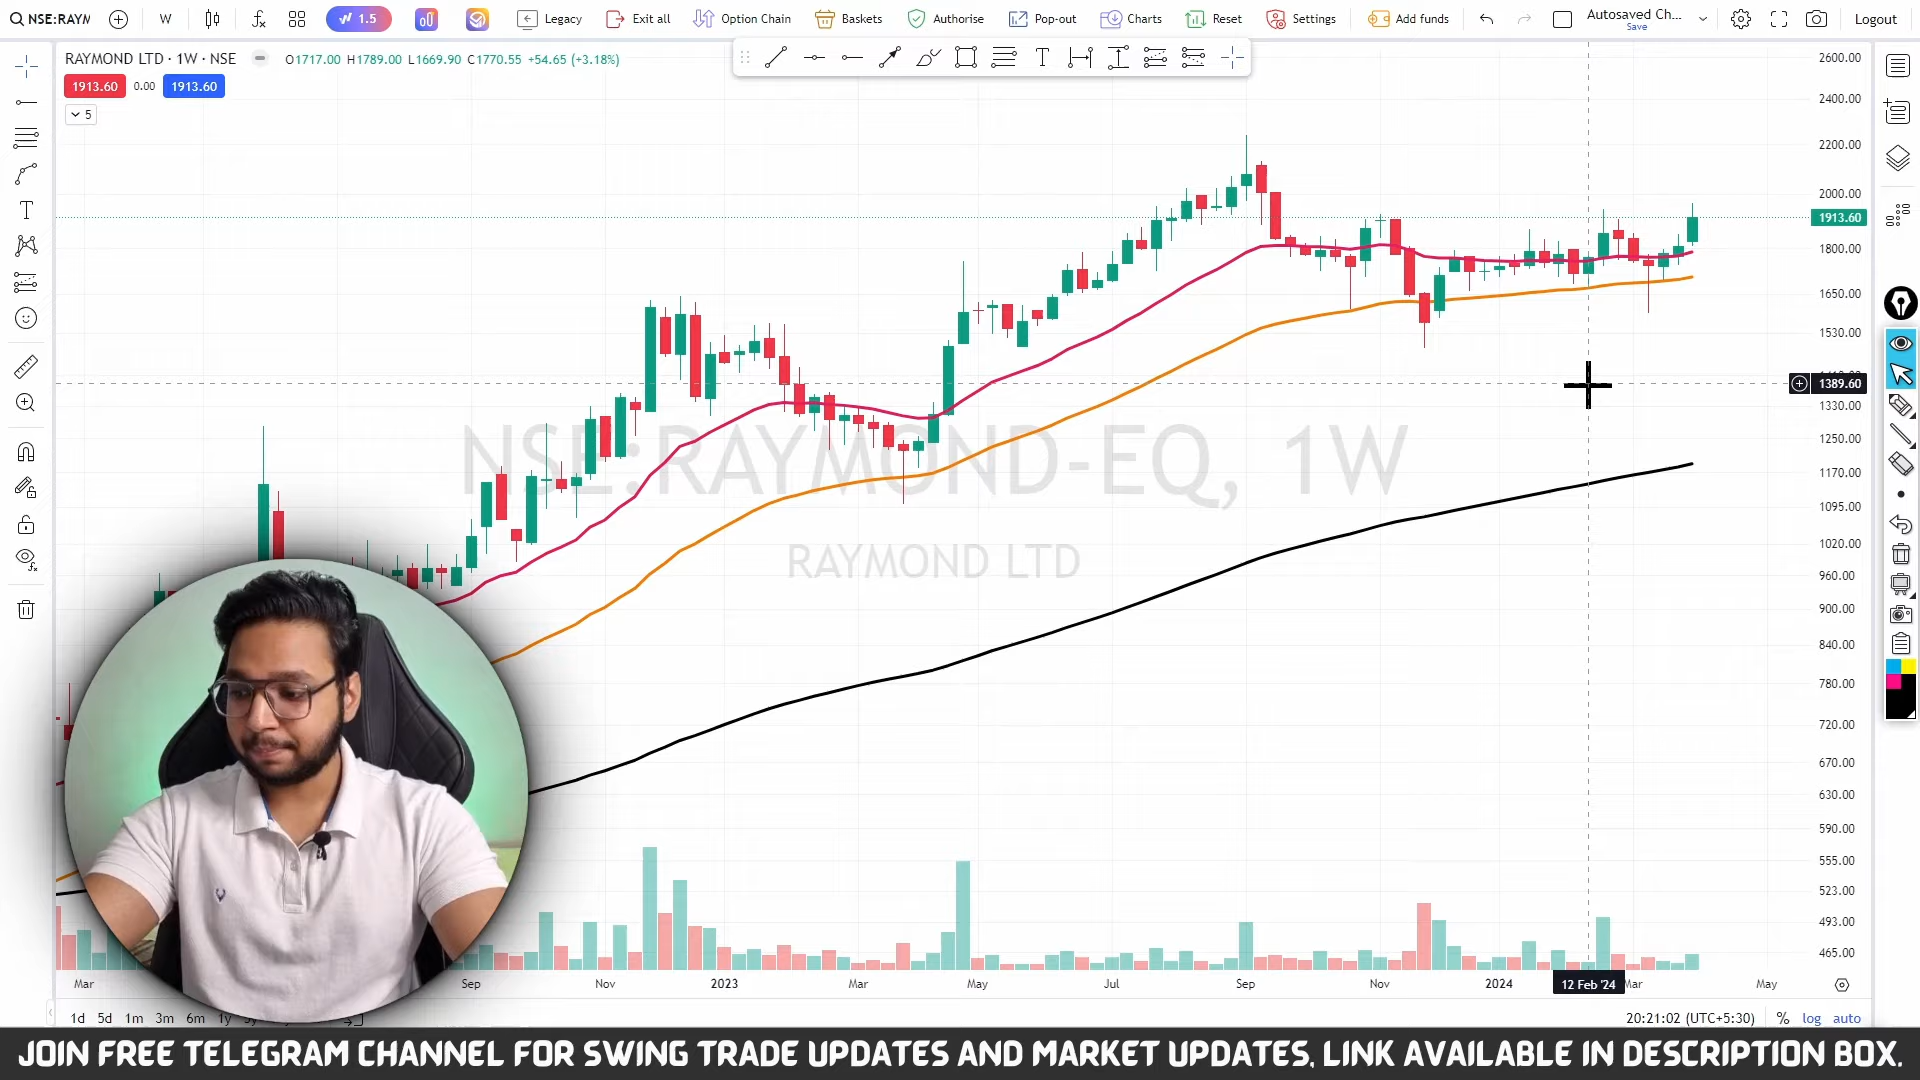 NSE:RAYM
W
1.5
Legacy
Exit all
Option Chain
Baskets
Authorise
Pop-out
Charts
Reset
Settings
Add funds
Autosaved Ch...
Save
Logout
RAYMOND LTD · 1W · NSE
O1717.00 H1789.00 L1669.90 C1770.55 +54.65 (+3.18%)
1913.60 0.00 1913.60
5
2600.00
2400.00
2200.00
2000.00
1913.60
1800.00
1650.00
1530.00
1389.60
1330.00
1250.00
1170.00
1095.00
1020.00
960.00
900.00
840.00
780.00
720.00
670.00
630.00
590.00
555.00
523.00
493.00
465.00
NSE:RAYMOND-EQ, 1W
RAYMOND LTD
Mar Sep Nov 2023 Mar May Jul Sep Nov 2024 12 Feb '24 Mar May
1d 5d 1m 3m 6m 1y
20:21:02 (UTC+5:30) % log auto
JOIN FREE TELEGRAM CHANNEL FOR SWING TRADE UPDATES AND MARKET UPDATES, LINK AVAILABLE IN DESCRIPTION BOX.